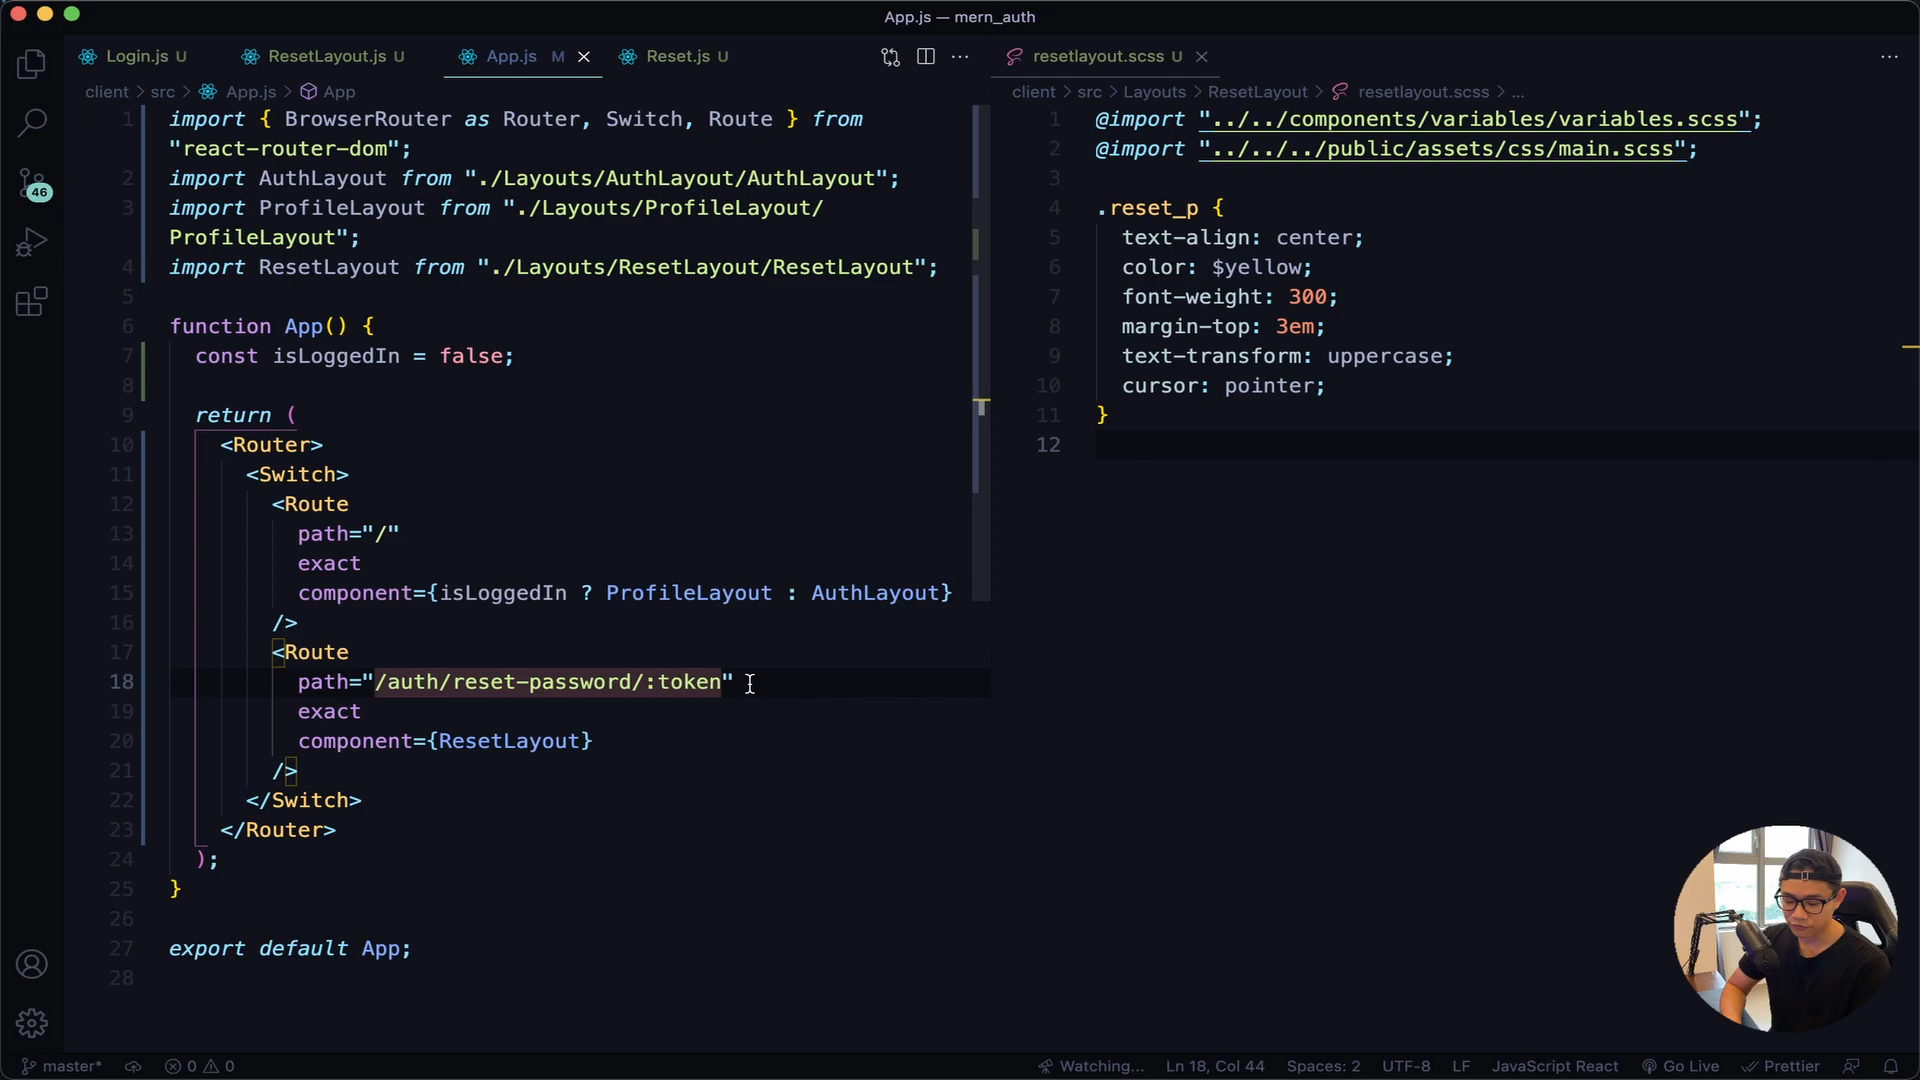 App.js — mern_auth
Login.js U
ResetLayout.js U
App.js M
Reset.js U
resetlayout.scss U
client > src > App.js > App
client > src > Layouts > ResetLayout > resetlayout.scss > ...
1 import { BrowserRouter as Router, Switch, Route } from
"react-router-dom";
2 import AuthLayout from "./Layouts/AuthLayout/AuthLayout";
3 import ProfileLayout from "./Layouts/ProfileLayout/
ProfileLayout";
4 import ResetLayout from "./Layouts/ResetLayout/ResetLayout";
5
6 function App() {
7 const isLoggedIn = false;
8
9 return (
10 <Router>
11 <Switch>
12 <Route
13 path="/"
14 exact
15 component={isLoggedIn ? ProfileLayout : AuthLayout}
16 />
17 <Route
18 path="/auth/reset-password/:token"
19 exact
20 component={ResetLayout}
21 />
22 </Switch>
23 </Router>
24 );
25 }
26
27 export default App;
28
1 @import "../../components/variables/variables.scss";
2 @import "../../../public/assets/css/main.scss";
3
4 .reset_p {
5 text-align: center;
6 color: $yellow;
7 font-weight: 300;
8 margin-top: 3em;
9 text-transform: uppercase;
10 cursor: pointer;
11 }
12
46
master*
0
0
Watching...
Ln 18, Col 44
Spaces: 2
UTF-8
LF
JavaScript React
Go Live
Prettier